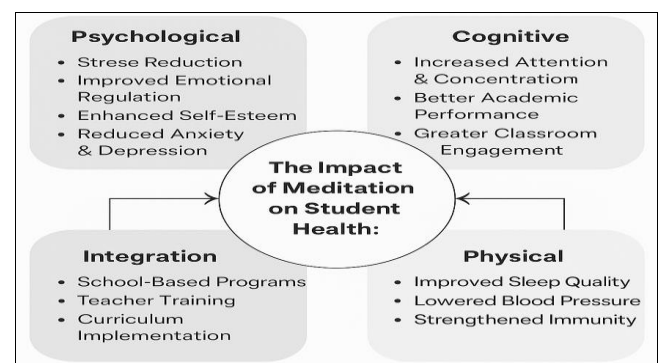 Psychological
• Strese Reduction
• Improved Emotional
Regulation
• Enhanced Self-Esteem
• Reduced Anxiety
& Depression
Cognitive
• Increased Attention
& Concentratiom
• Better Academic
Performance
• Greater Classroom
Engagement
The Impact
of Meditation
on Student
Health:
Integration
• School-Based Programs
• Teacher Training
• Curriculum
Implementation
Physical
• Improved Sleep Quality
• Lowered Blood Pressure
• Strengthened Immunity